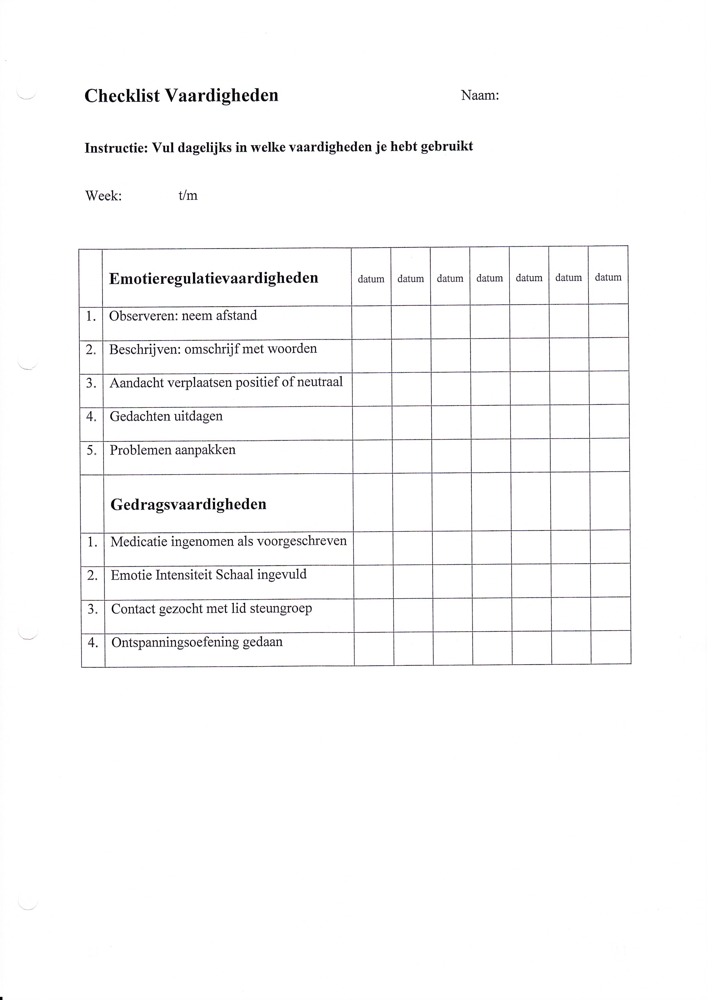 Checklist Vaardigheden Naam:
Instructie: Vul dagelijks in welke vaardigheden je hebt gebruikt
Week: t/m
Emotieregulatievaardigheden datum datum datum datum datum datum datum
1. Observeren: neem afstand
2. Beschrijven: omschrijf met woorden
3. Aandacht verplaatsen positief of neutraal
4. Gedachten uitdagen
5. Problemen aanpakken
Gedragsvaardigheden
1. Medicatie ingenomen als voorgeschreven
2. Emotie Intensiteit Schaal ingevuld
3. Contact gezocht met lid steungroep
4. Ontspanningsoefening gedaan